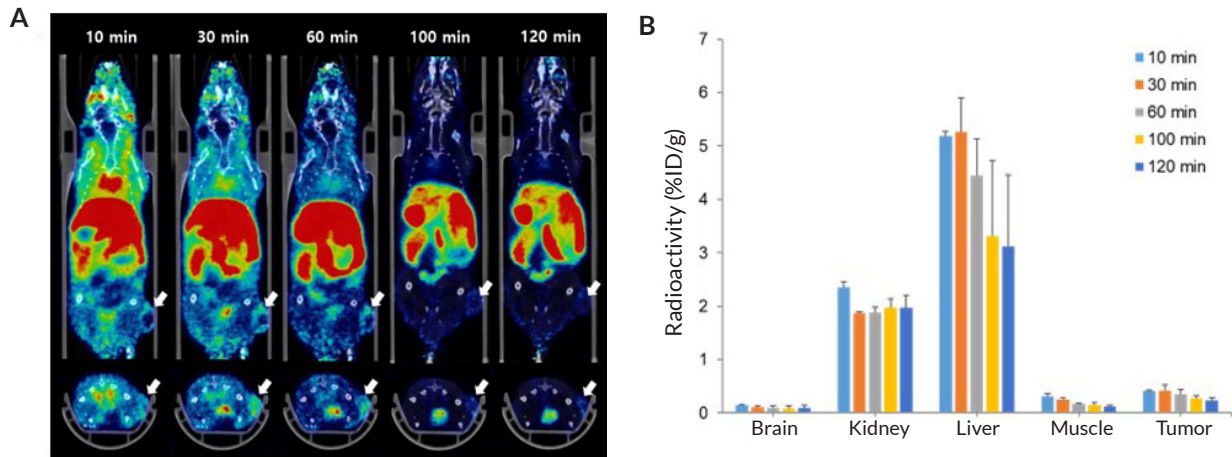 A
10 min 30 min 60 min 100 min 120 min
B
Radioactivity (%ID/g)
7
6
5
4
3
2
1
0
10 min
30 min
60 min
100 min
120 min
Brain Kidney Liver Muscle Tumor